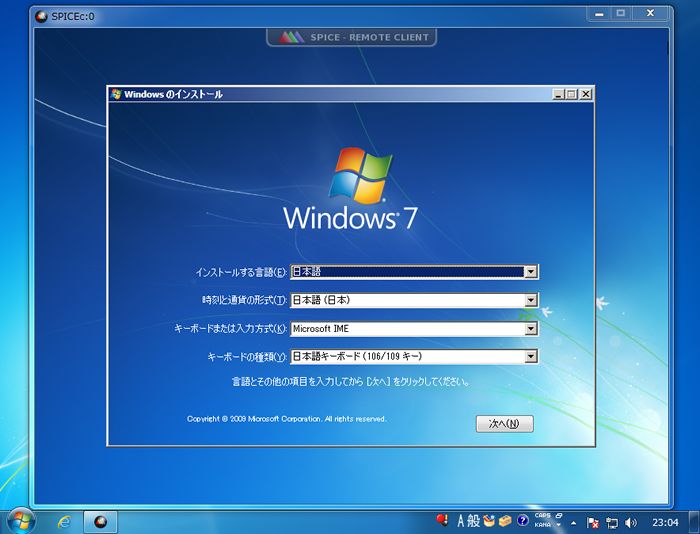 SPICEc:0
SPICE - REMOTE CLIENT
Windows のインストール
Windows 7
インストールする言語(E): 日本語
時刻と通貨の形式(T): 日本語 (日本)
キーボードまたは入力方式(K): Microsoft IME
キーボードの種類(Y): 日本語キーボード (106/109 キー)
言語とその他の項目を入力してから [次へ] をクリックしてください。
Copyright © 2009 Microsoft Corporation. All rights reserved.
次へ(N)
A 般 CAPS KANA 23:04